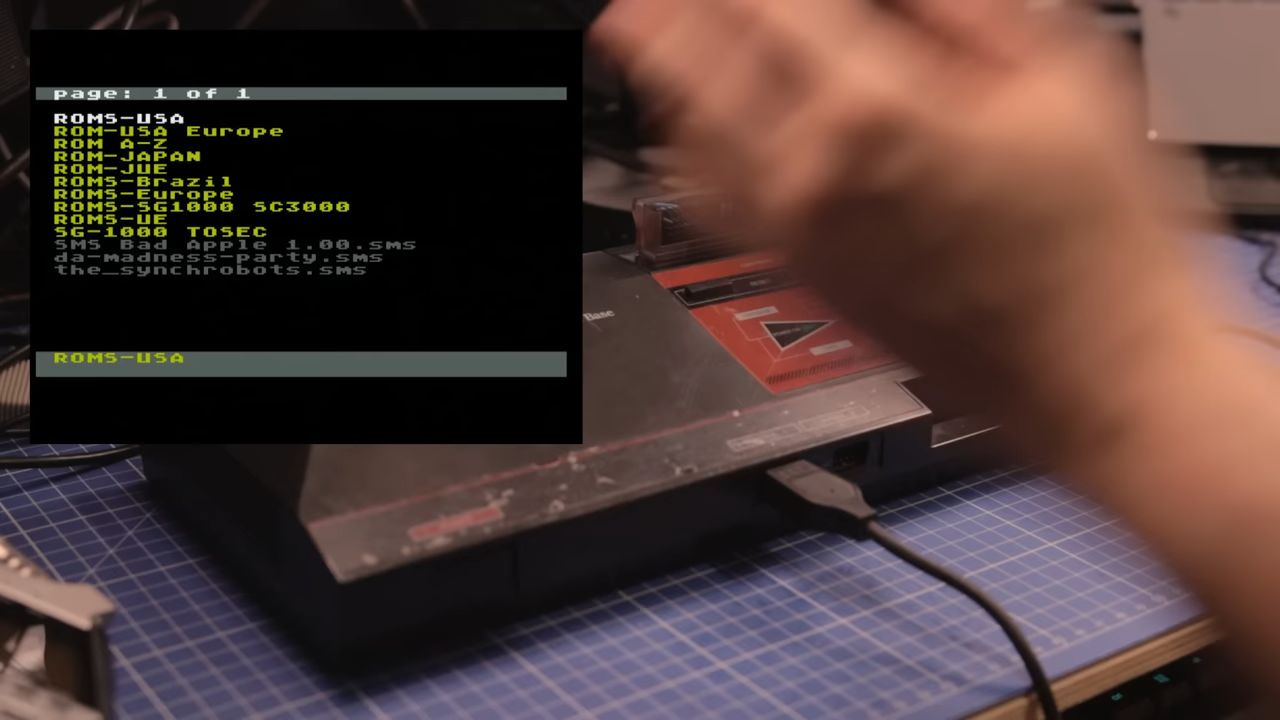 page: 1 of 1
ROMS-USA
ROM-USA Europe
ROM A-Z
ROM-JAPAN
ROM-JUE
ROMS-Brazil
ROMS-Europe
ROMS-SG1000 SC3000
ROMS-UE
SG-1000 TOSEC
SMS Bad Apple 1.00.sms
da-madness-party.sms
the_synchrobots.sms
ROMS-USA
Base